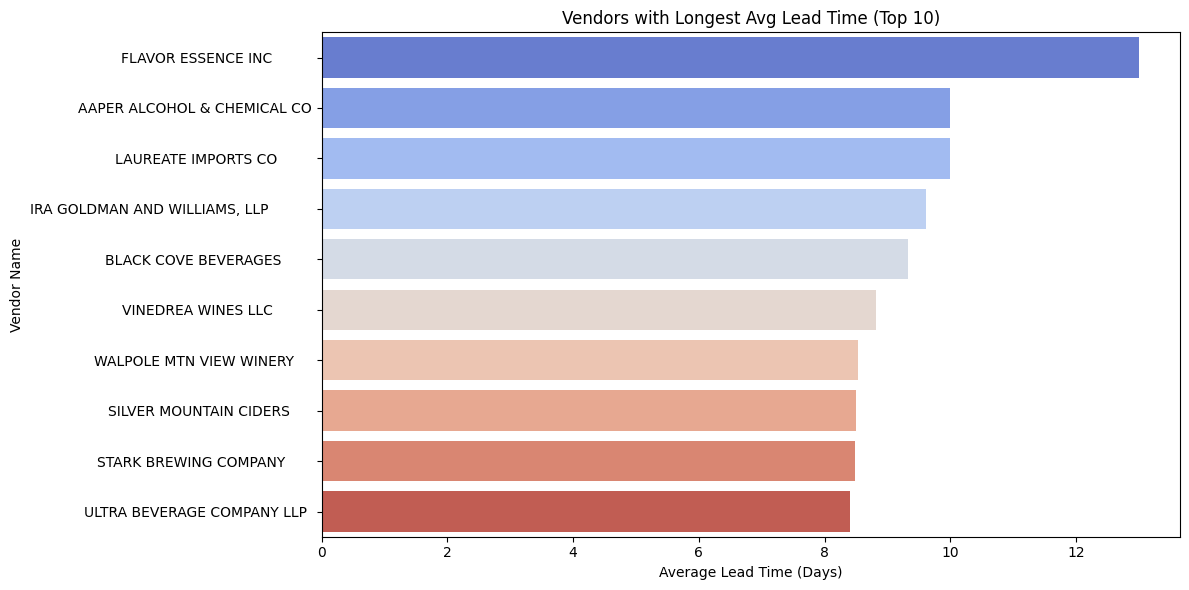 Vendors with Longest Avg Lead Time (Top 10)
Vendor Name
FLAVOR ESSENCE INC
AAPER ALCOHOL & CHEMICAL CO
LAUREATE IMPORTS CO
IRA GOLDMAN AND WILLIAMS, LLP
BLACK COVE BEVERAGES
VINEDREA WINES LLC
WALPOLE MTN VIEW WINERY
SILVER MOUNTAIN CIDERS
STARK BREWING COMPANY
ULTRA BEVERAGE COMPANY LLP
0 2 4 6 8 10 12
Average Lead Time (Days)